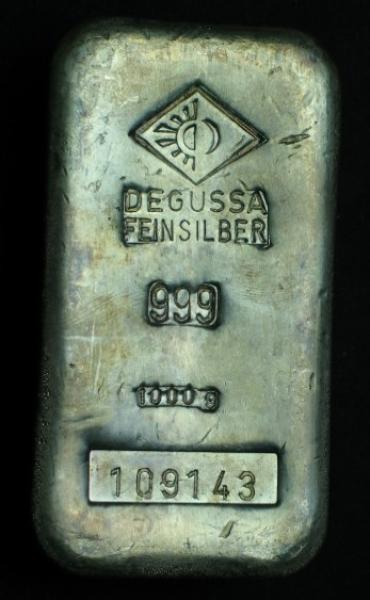 DEGUSSA
FEINSILBER
999
1000 g
109143